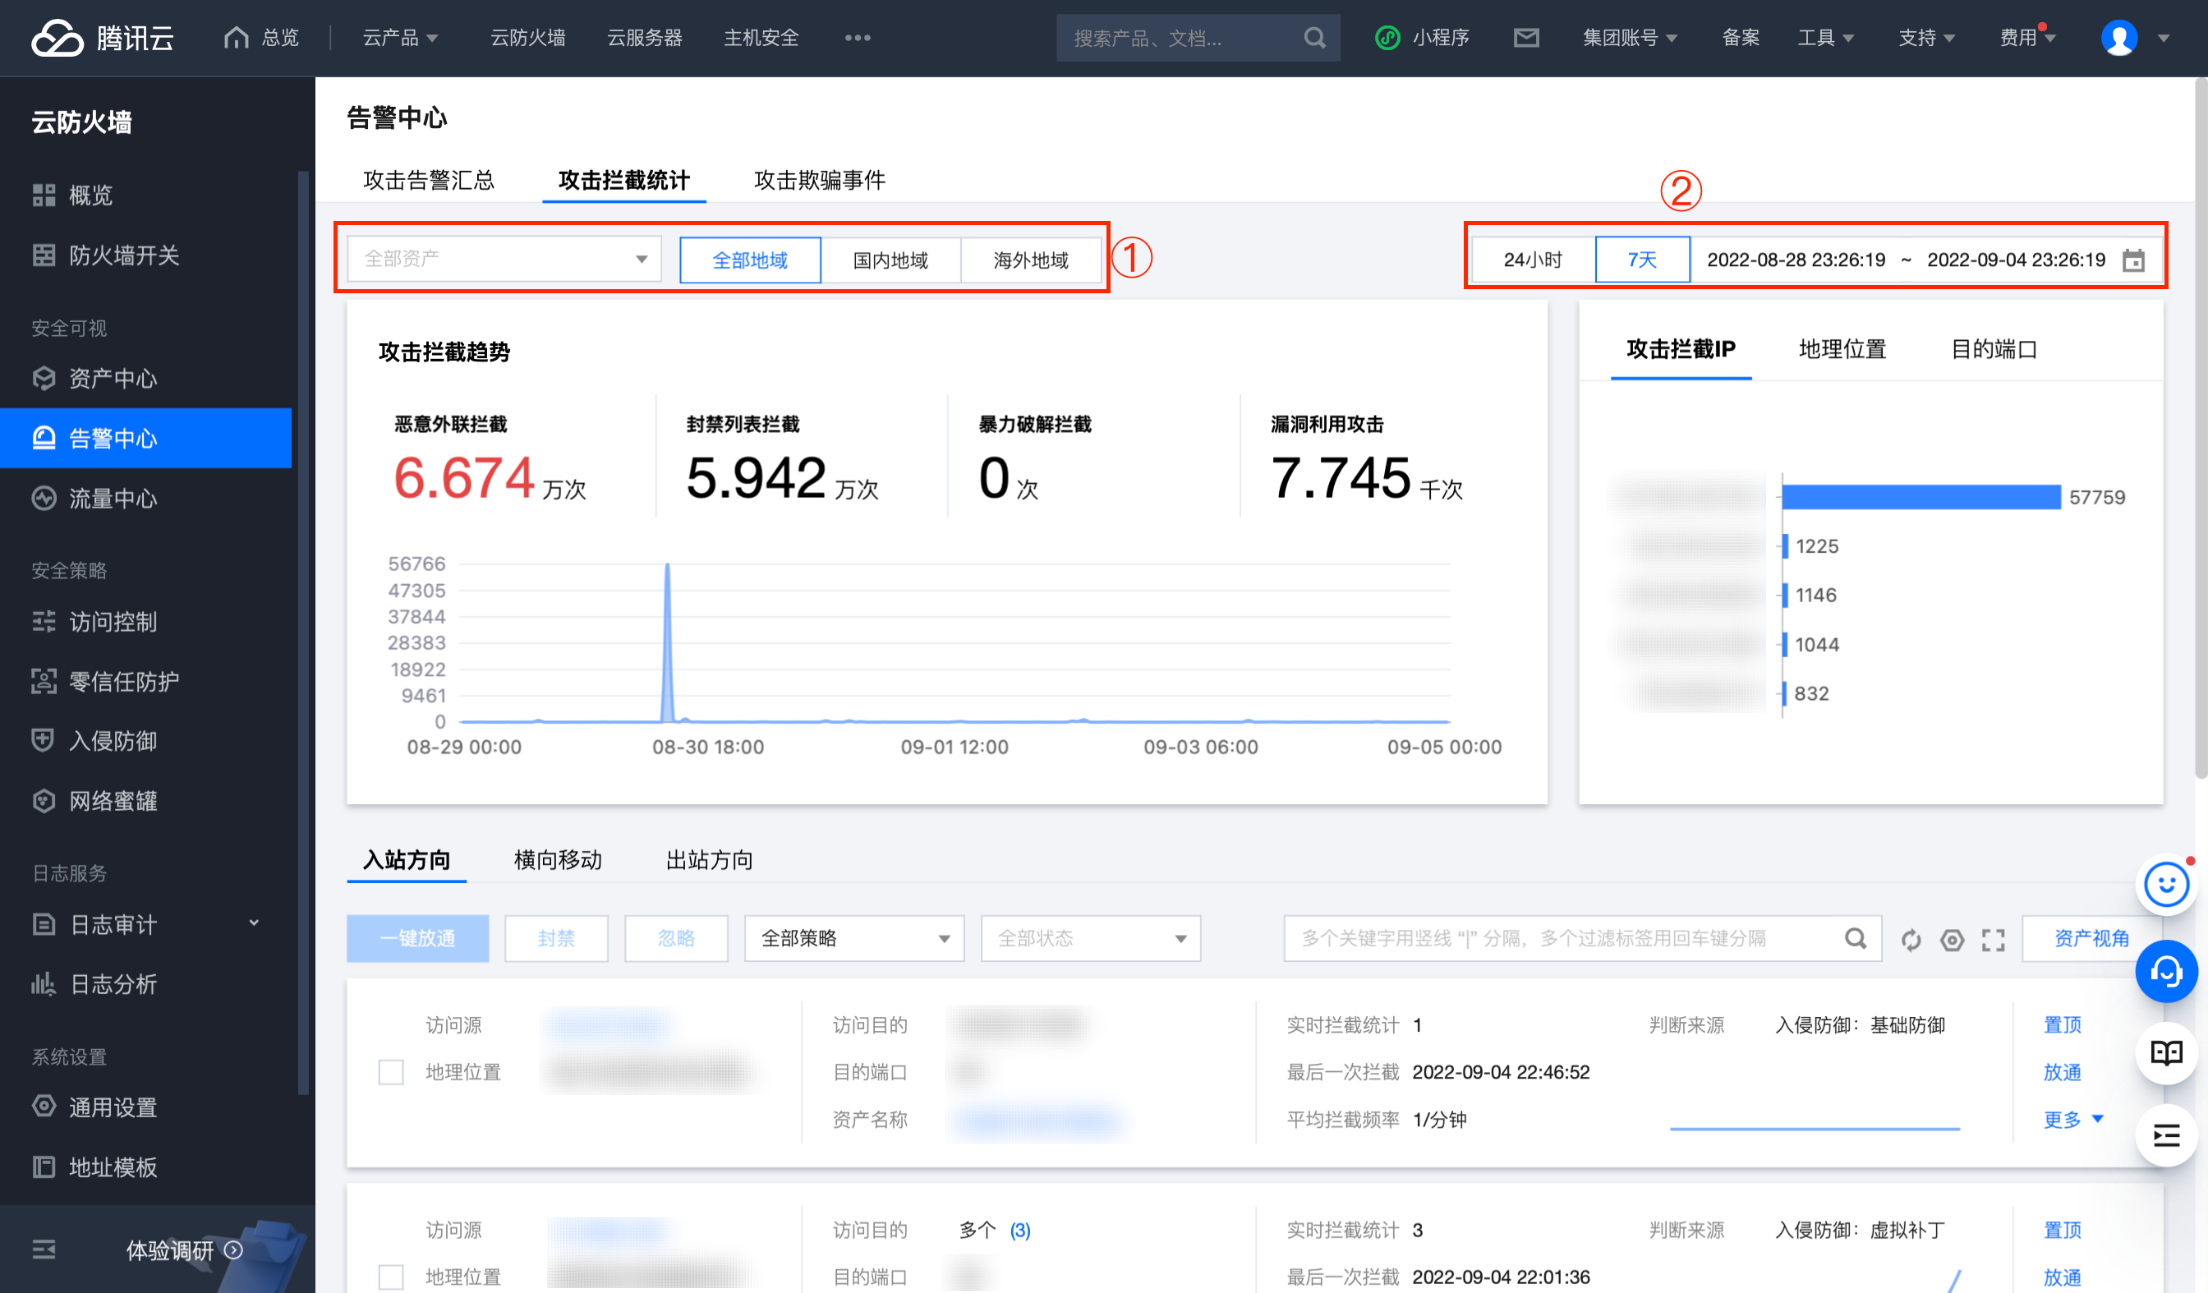 腾讯云
总览
云产品
云防火墙
云服务器
主机安全
•••
搜索产品、文档...
小程序
集团账号
备案
工具
支持
费用
云防火墙
概览
防火墙开关
安全可视
资产中心
告警中心
流量中心
安全策略
访问控制
零信任防护
入侵防御
网络蜜罐
日志服务
日志审计
日志分析
系统设置
通用设置
地址模板
体验调研
告警中心
攻击告警汇总
攻击拦截统计
攻击欺骗事件
全部资产
全部地域
国内地域
海外地域
①
②
24小时
7天
2022-08-28 23:26:19 ~ 2022-09-04 23:26:19
攻击拦截趋势
恶意外联拦截
6.674 万次
封禁列表拦截
5.942 万次
暴力破解拦截
0 次
漏洞利用攻击
7.745 千次
56766
47305
37844
28383
18922
9461
0
08-29 00:00
08-30 18:00
09-01 12:00
09-03 06:00
09-05 00:00
攻击拦截IP
地理位置
目的端口
57759
1225
1146
1044
832
入站方向
横向移动
出站方向
一键放通
封禁
忽略
全部策略
全部状态
多个关键字用竖线 “|” 分隔，多个过滤标签用回车键分隔
资产视角
访问源
地理位置
访问目的
目的端口
资产名称
实时拦截统计 1
最后一次拦截 2022-09-04 22:46:52
平均拦截频率 1/分钟
判断来源 入侵防御：基础防御
置顶
放通
更多
访问源
地理位置
访问目的 多个 (3)
目的端口
实时拦截统计 3
最后一次拦截 2022-09-04 22:01:36
判断来源 入侵防御：虚拟补丁
置顶
放通